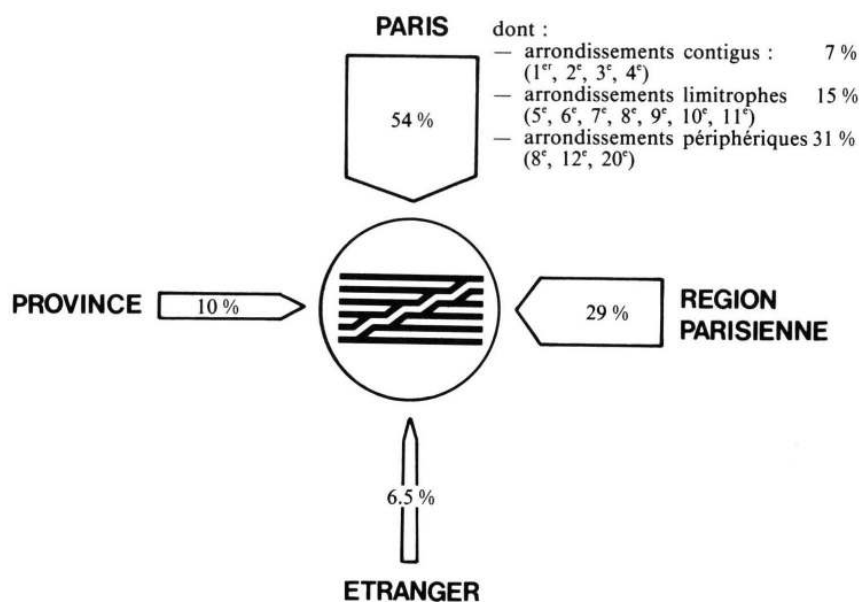 PARIS
dont :
— arrondissements contigus : 7 %
(1er, 2e, 3e, 4e)
— arrondissements limitrophes 15 %
(5e, 6e, 7e, 8e, 9e, 10e, 11e)
— arrondissements périphériques 31 %
(8e, 12e, 20e)
54 %
PROVINCE
10 %
29 %
REGION
PARISIENNE
6.5 %
ETRANGER